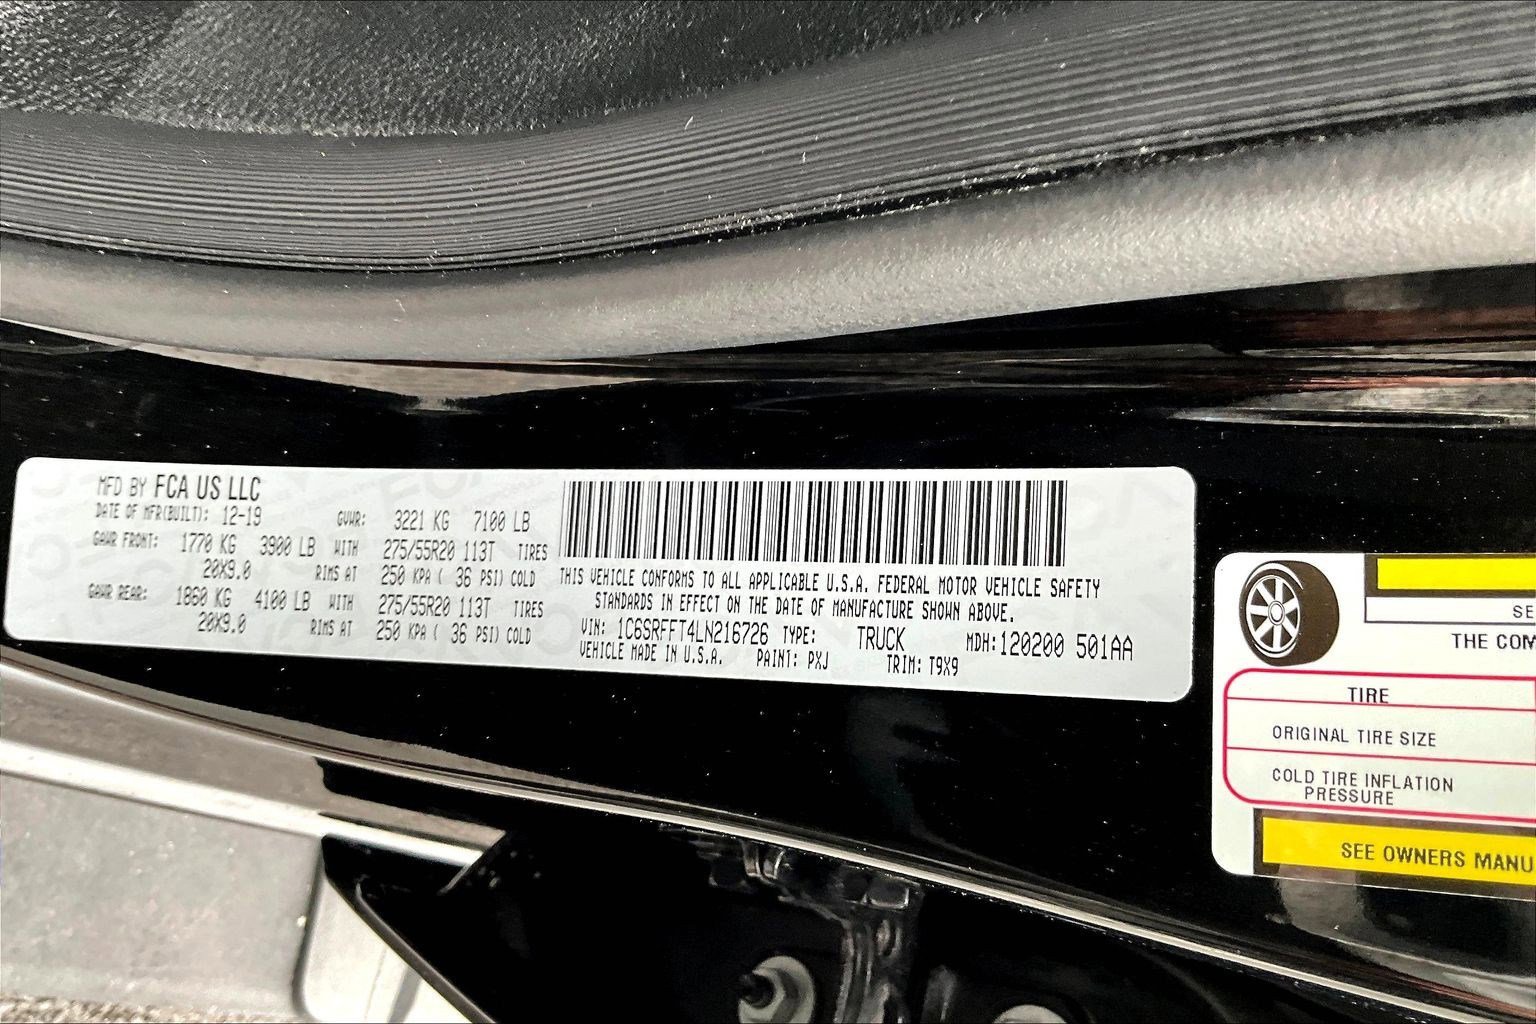 MFD BY FCA US LLC
DATE OF MFR(BUILT): 12-19 GVWR: 3221 KG 7100 LB
GAWR FRONT: 1770 KG 3900 LB WITH 275/55R20 113T TIRES
20X9.0 RIMS AT 250 KPA ( 36 PSI) COLD
GAWR REAR: 1860 KG 4100 LB WITH 275/55R20 113T TIRES
20X9.0 RIMS AT 250 KPA ( 36 PSI) COLD
THIS VEHICLE CONFORMS TO ALL APPLICABLE U.S.A. FEDERAL MOTOR VEHICLE SAFETY
STANDARDS IN EFFECT ON THE DATE OF MANUFACTURE SHOWN ABOVE.
VIN: 1C6SRFFT4LN216726 TYPE: TRUCK MDH:120200 501AA
VEHICLE MADE IN U.S.A. PAINT: PXJ TRIM: T9X9
SE
THE COM
TIRE
ORIGINAL TIRE SIZE
COLD TIRE INFLATION
PRESSURE
SEE OWNERS MANU